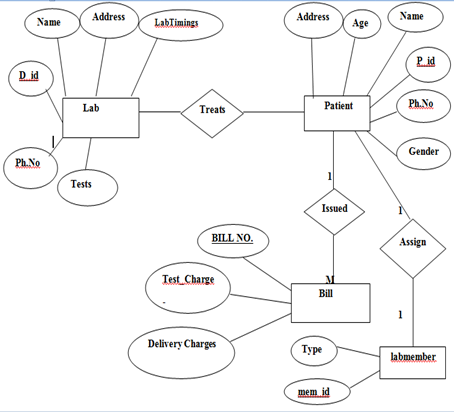 Name
Address
LabTimings
Address
Age
Name
D_id
Lab
Treats
Patient
P_id
Ph.No
Ph.No
Tests
Gender
1
Issued
1
Assign
BILL NO.
Test_Charge
-
M
Bill
Delivery Charges
1
Type
labmember
mem_id